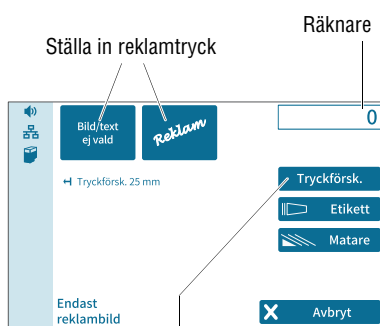 Räknare
Ställa in reklamtryck
0
Bild/text
ej vald
Reklam
Tryckförsk. 25 mm
Tryckförsk.
Etikett
Matare
Endast
reklambild
Avbryt